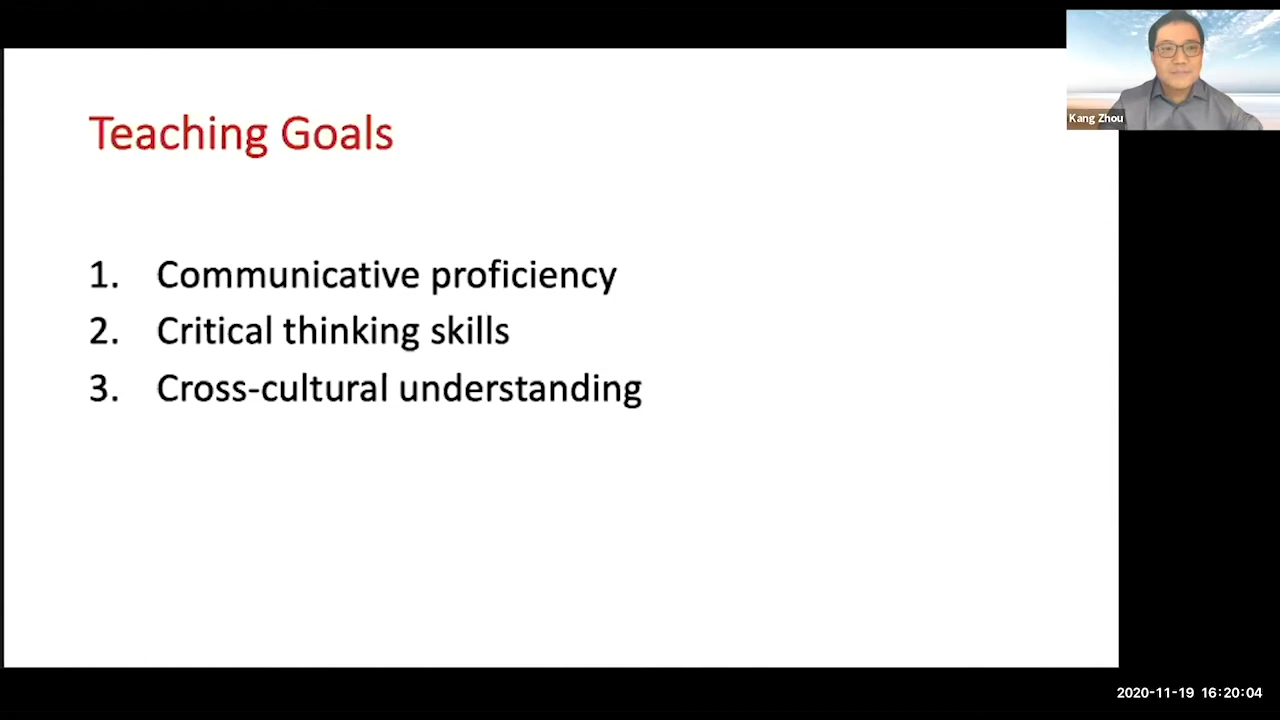 Teaching Goals
1. Communicative proficiency
2. Critical thinking skills
3. Cross-cultural understanding
Kang Zhou
2020-11-19 16:20:04